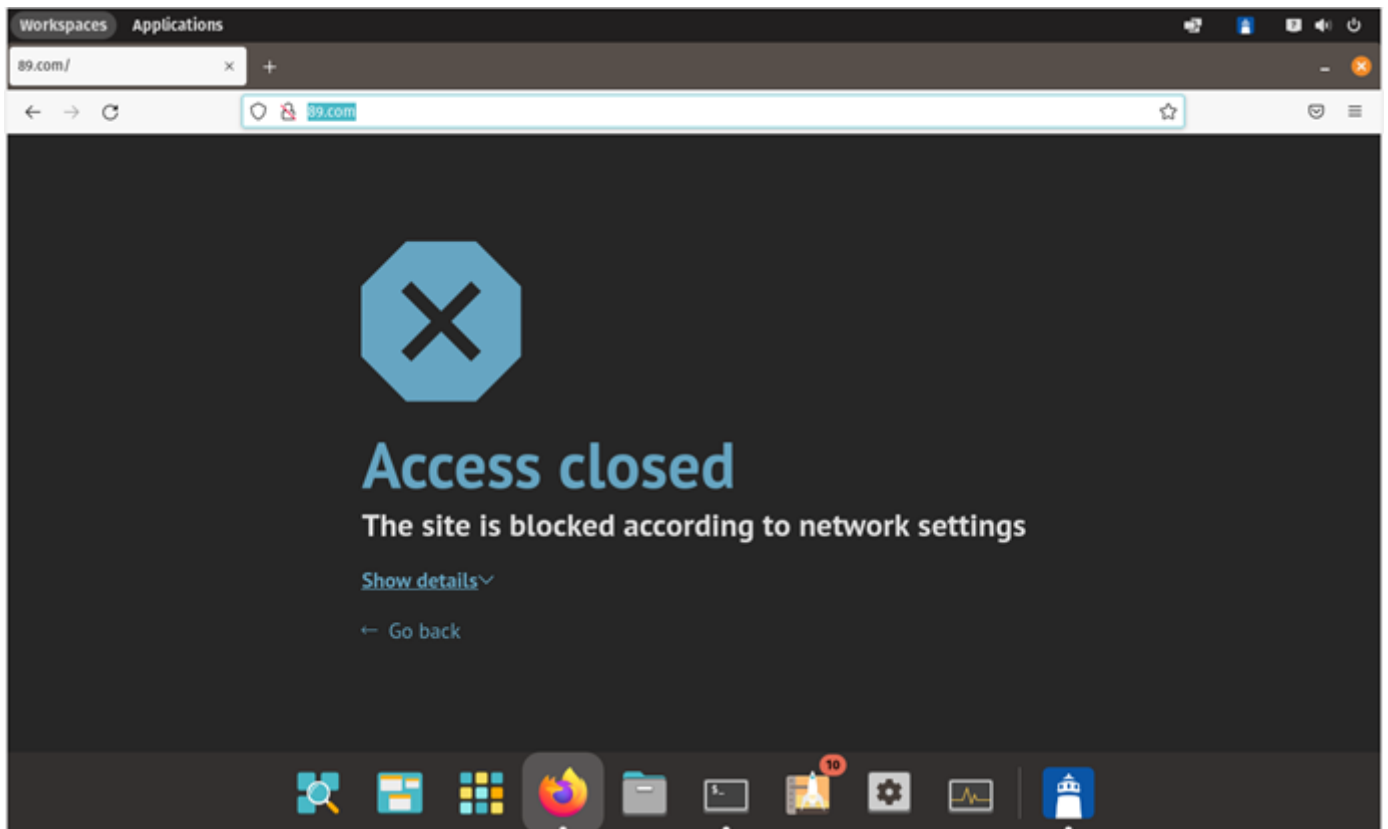 Workspaces Applications
89.com/
89.com
Access closed
The site is blocked according to network settings
Show details
← Go back
10
$_